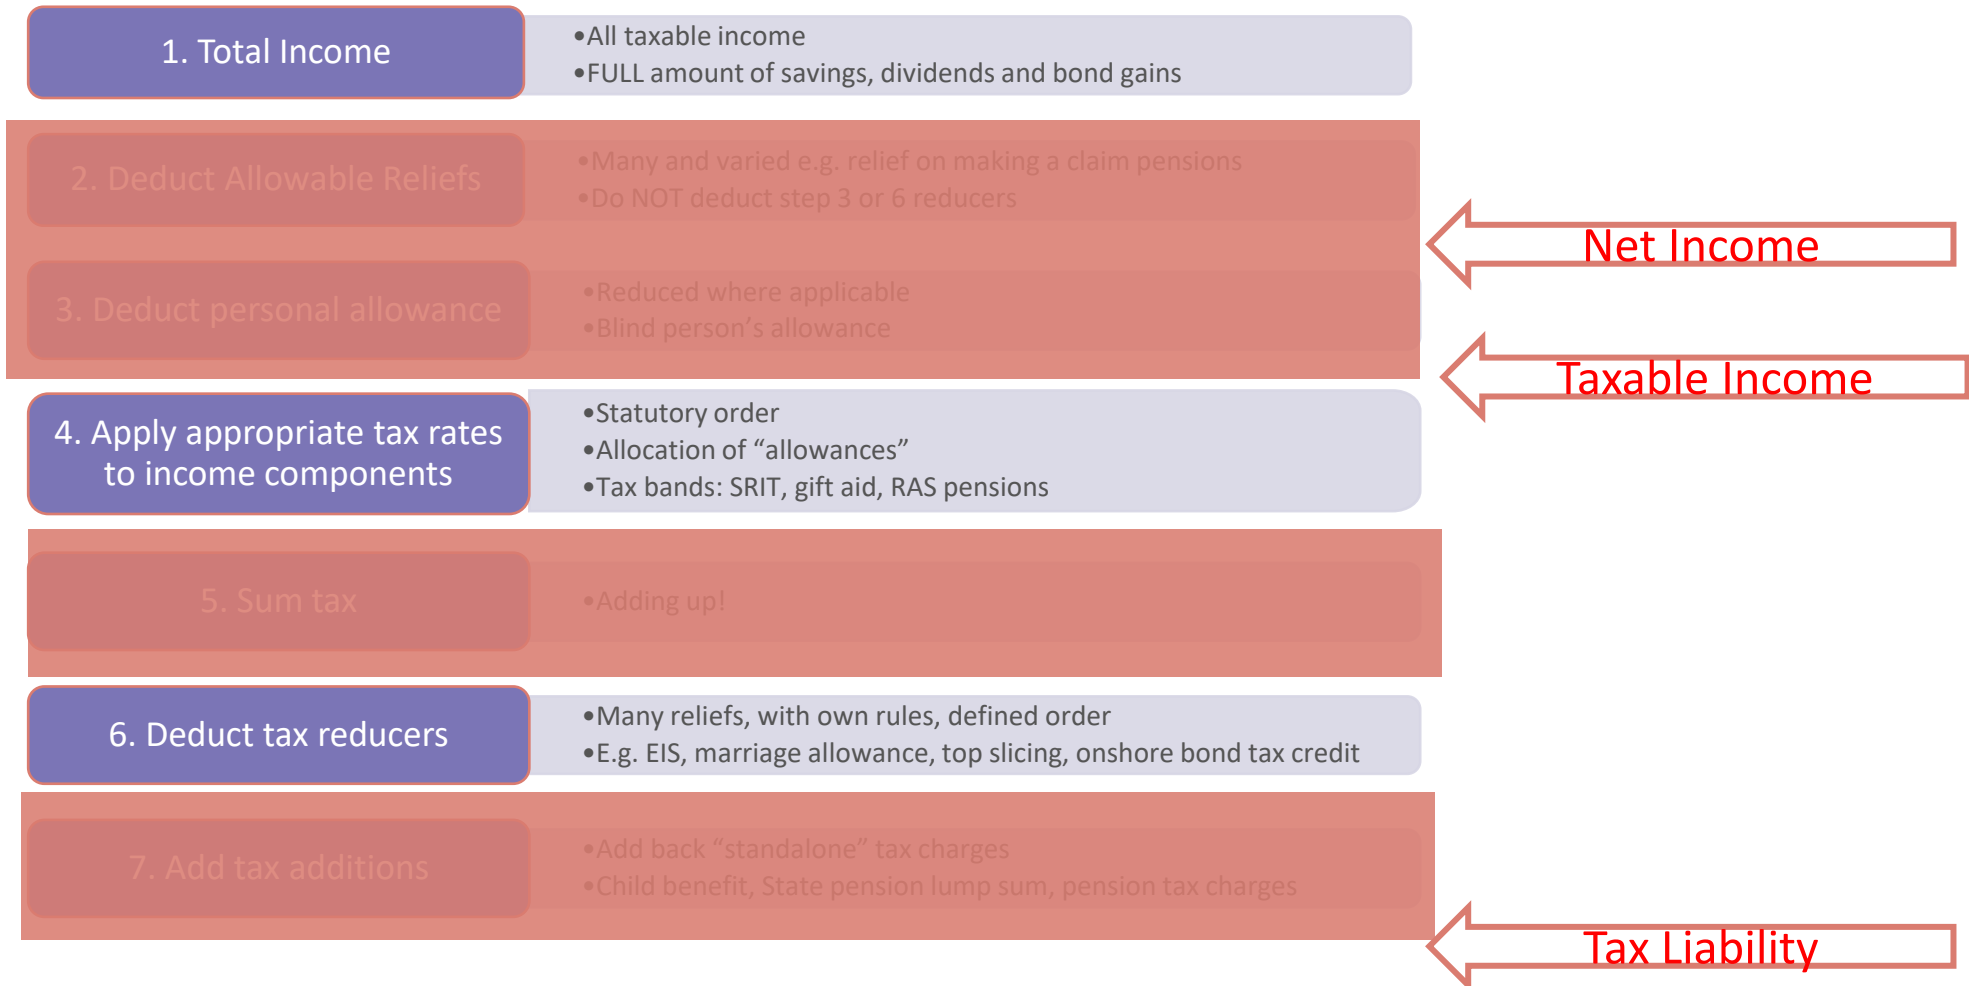 1. Total Income
•All taxable income
•FULL amount of savings, dividends and bond gains
2. Deduct Allowable Reliefs
•Many and varied e.g. relief on making a claim pensions
•Do NOT deduct step 3 or 6 reducers
Net Income
3. Deduct personal allowance
•Reduced where applicable
•Blind person’s allowance
Taxable Income
4. Apply appropriate tax rates
to income components
•Statutory order
•Allocation of “allowances”
•Tax bands: SRIT, gift aid, RAS pensions
5. Sum tax
•Adding up!
6. Deduct tax reducers
•Many reliefs, with own rules, defined order
•E.g. EIS, marriage allowance, top slicing, onshore bond tax credit
7. Add tax additions
•Add back “standalone” tax charges
•Child benefit, State pension lump sum, pension tax charges
Tax Liability